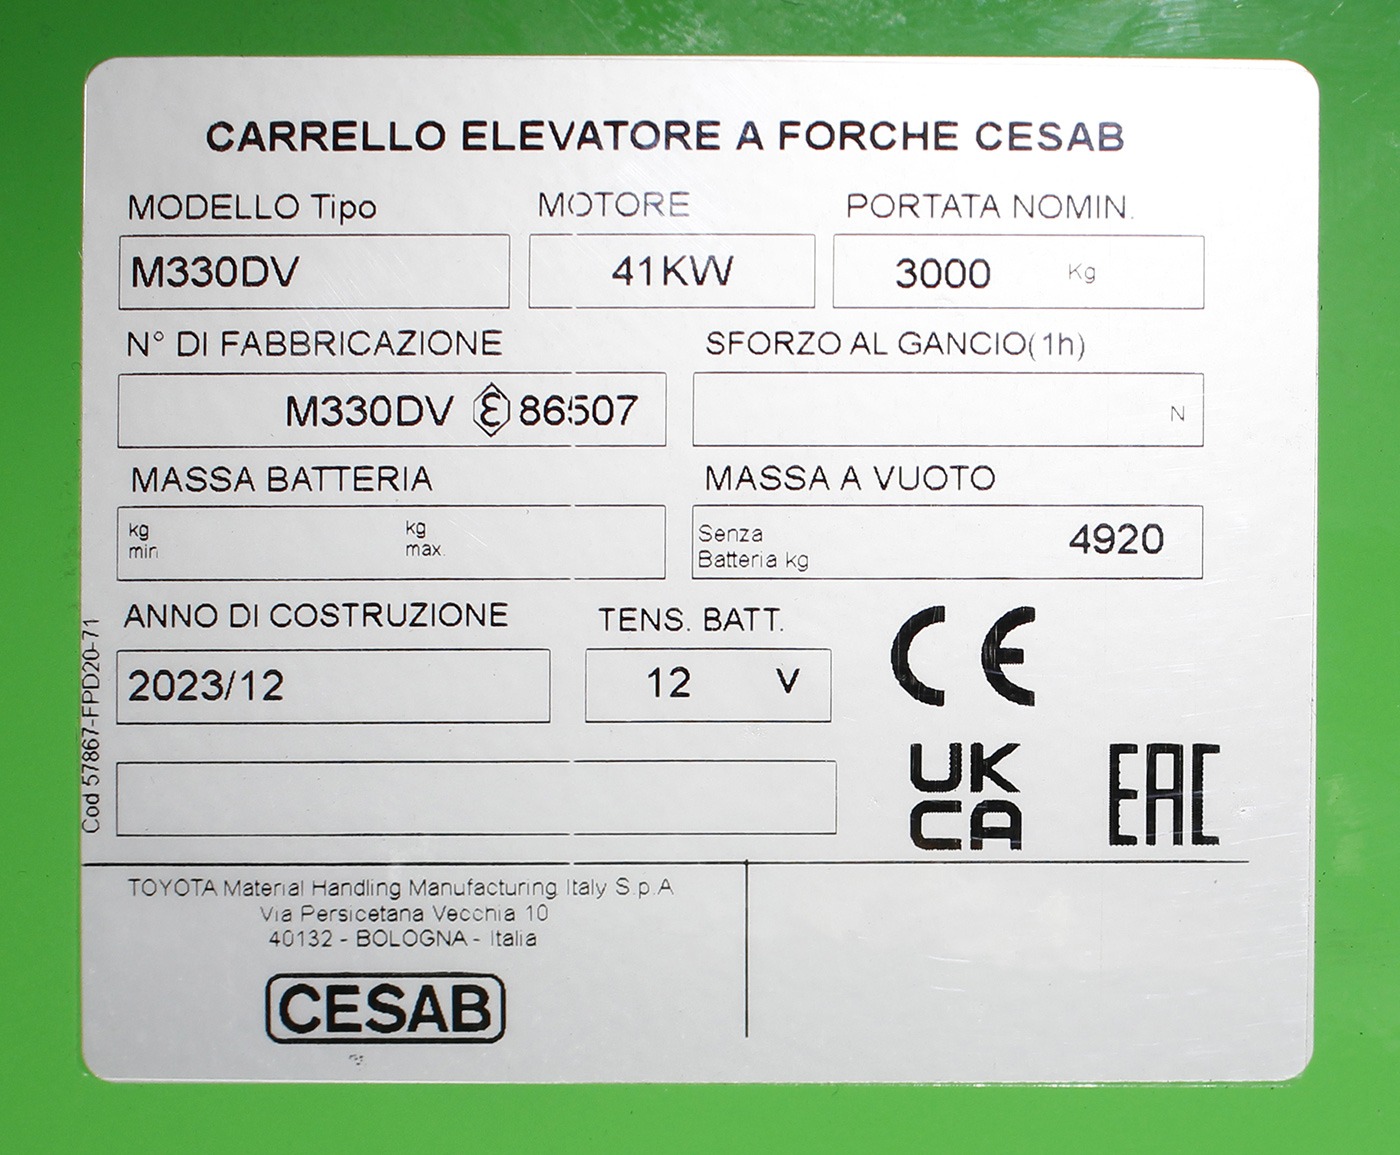 CARRELLO ELEVATORE A FORCHE CESAB
MODELLO Tipo MOTORE PORTATA NOMIN.
M330DV 41KW 3000 Kg
N° DI FABBRICAZIONE SFORZO AL GANCIO(1h)
M330DV Ɛ 86507 N
MASSA BATTERIA MASSA A VUOTO
kg min kg max. Senza Batteria kg 4920
ANNO DI COSTRUZIONE TENS. BATT.
2023/12 12 V
CE
UK
CA
EAC
Cod 57867-FPD20-71
TOYOTA Material Handling Manufacturing Italy S.p.A
Via Persicetana Vecchia 10
40132 - BOLOGNA - Italia
CESAB